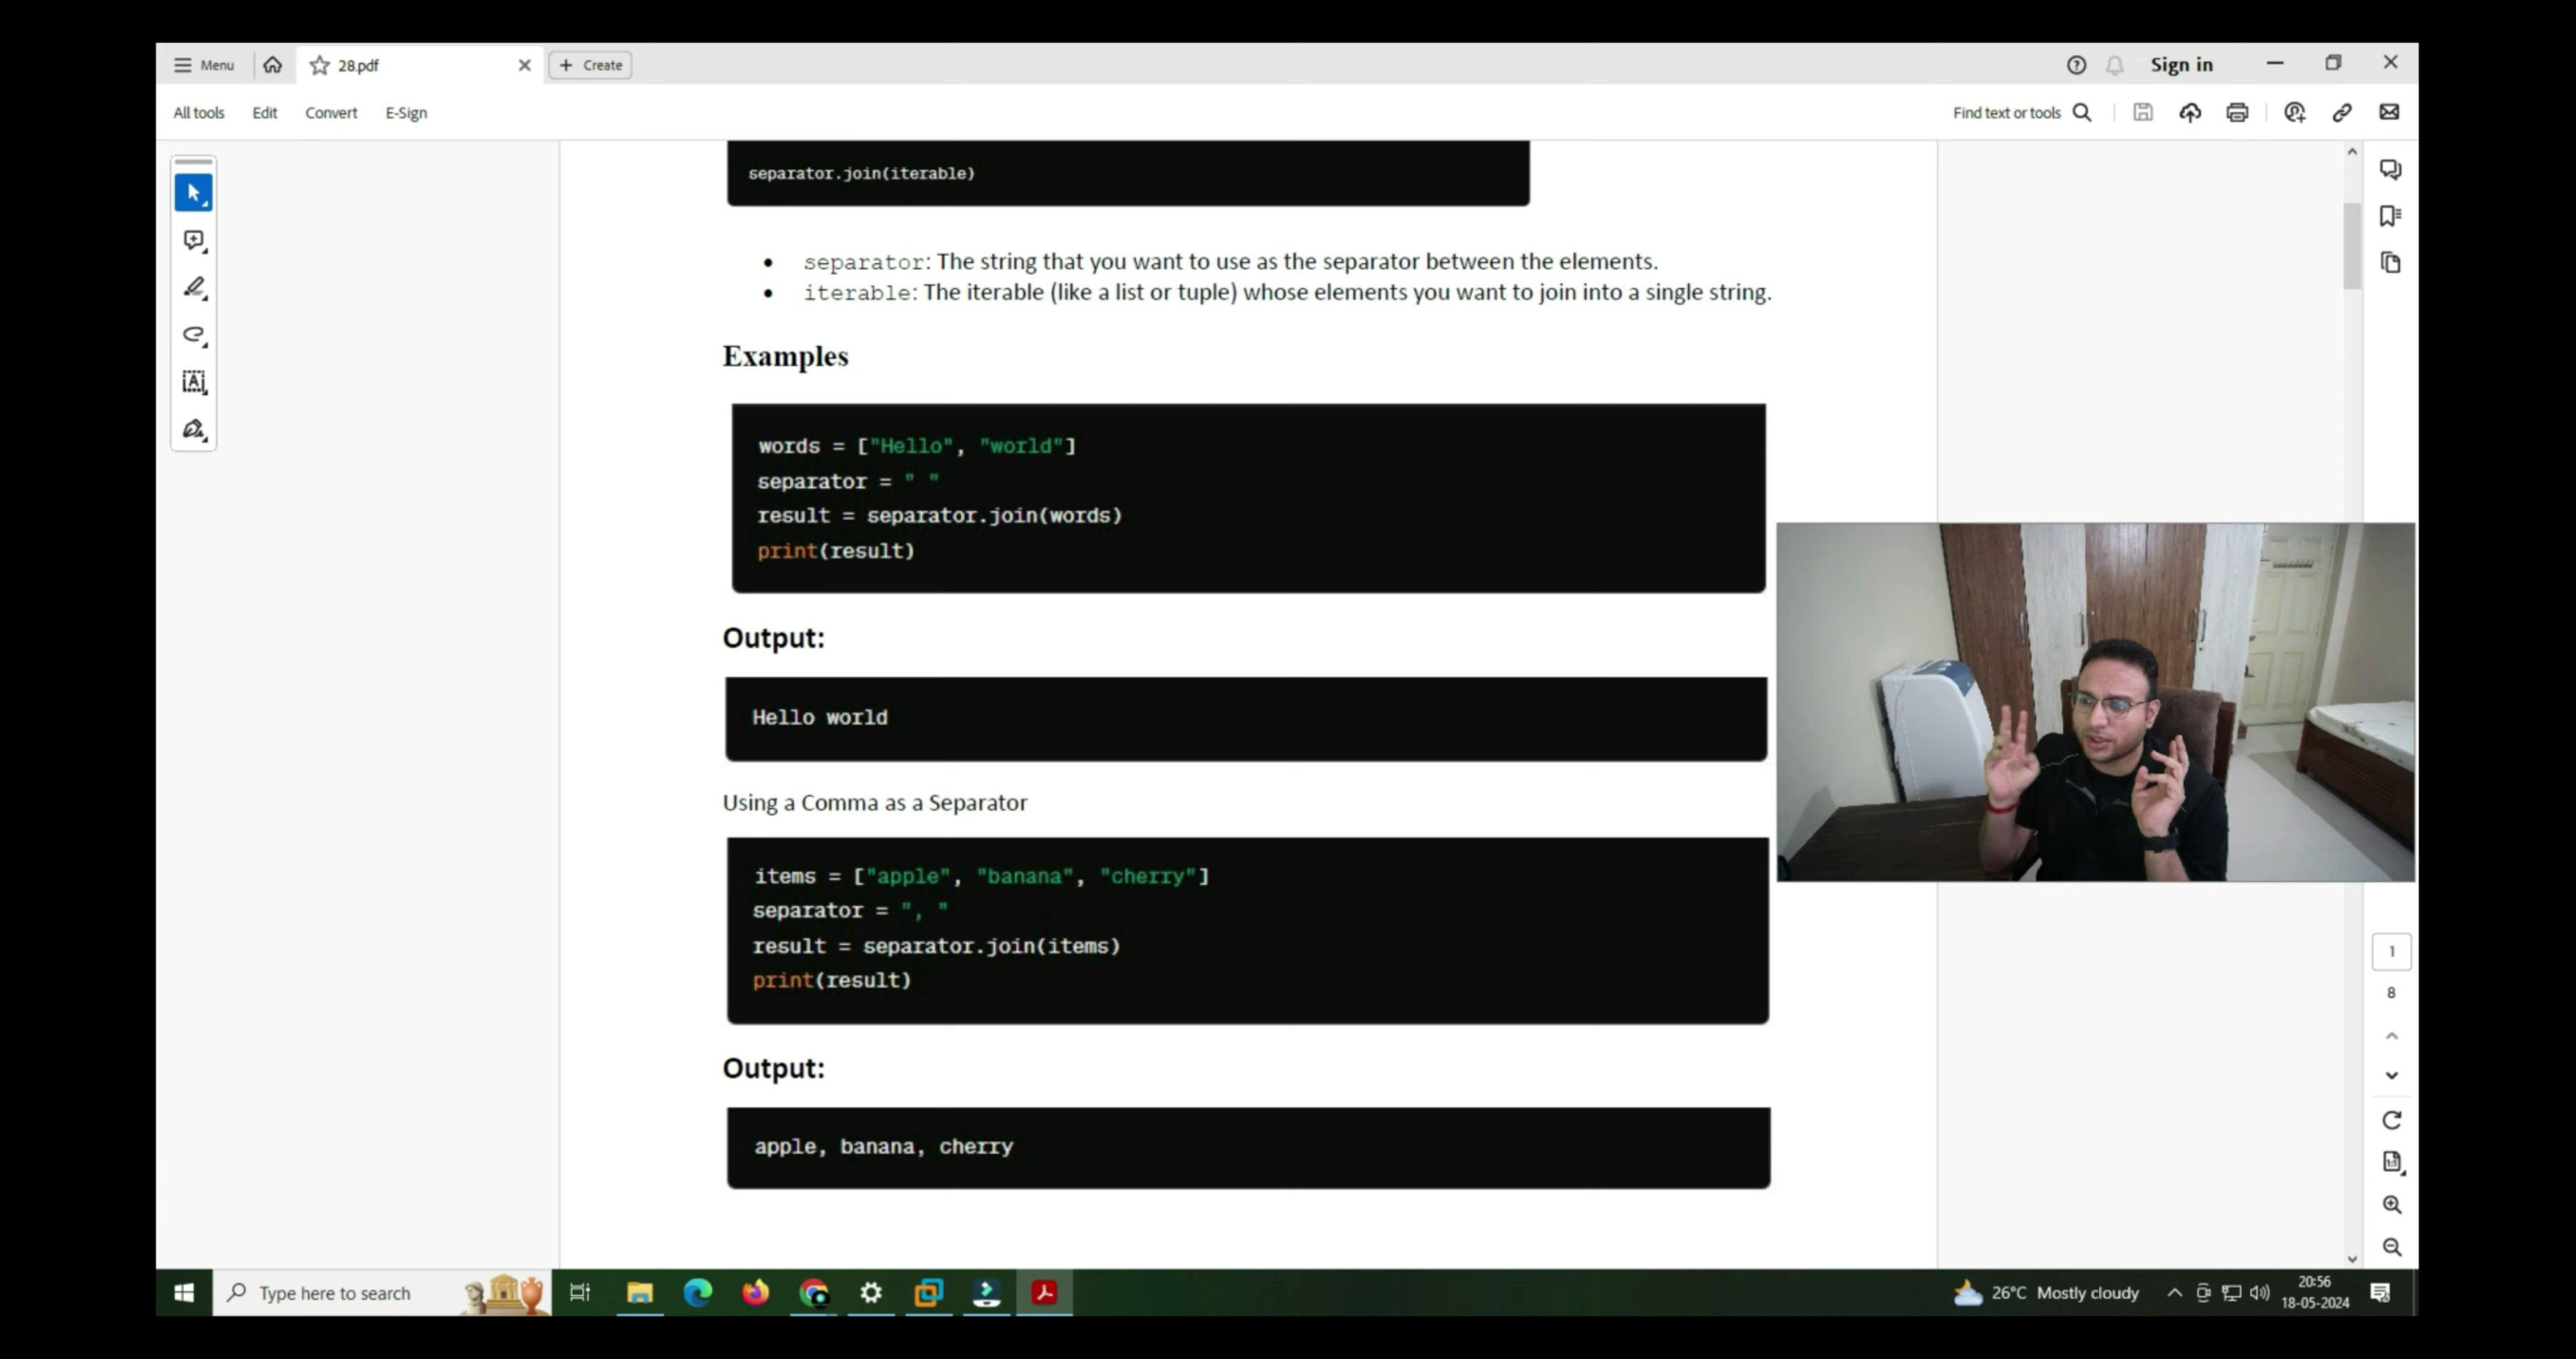 Menu
28.pdf
Create
Sign in
All tools
Edit
Convert
E-Sign
Find text or tools
separator.join(iterable)
• separator: The string that you want to use as the separator between the elements.
• iterable: The iterable (like a list or tuple) whose elements you want to join into a single string.
Examples
words = ["Hello", "world"]
separator = " "
result = separator.join(words)
print(result)
Output:
Hello world
Using a Comma as a Separator
items = ["apple", "banana", "cherry"]
separator = ", "
result = separator.join(items)
print(result)
Output:
apple, banana, cherry
1
8
Type here to search
26°C Mostly cloudy
20:56
18-05-2024